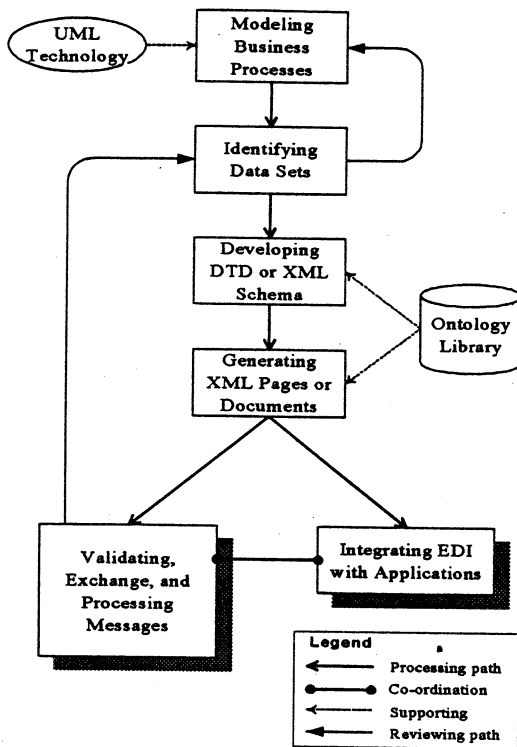 UML
Technology
Modeling
Business
Processes
Identifying
Data Sets
Developing
DTD or XML
Schema
Ontology
Library
Generating
XML Pages or
Documents
Validating,
Exchange, and
Processing
Messages
Integrating EDI
with Applications
Legend
Processing path
Co-ordination
Supporting
Reviewing path